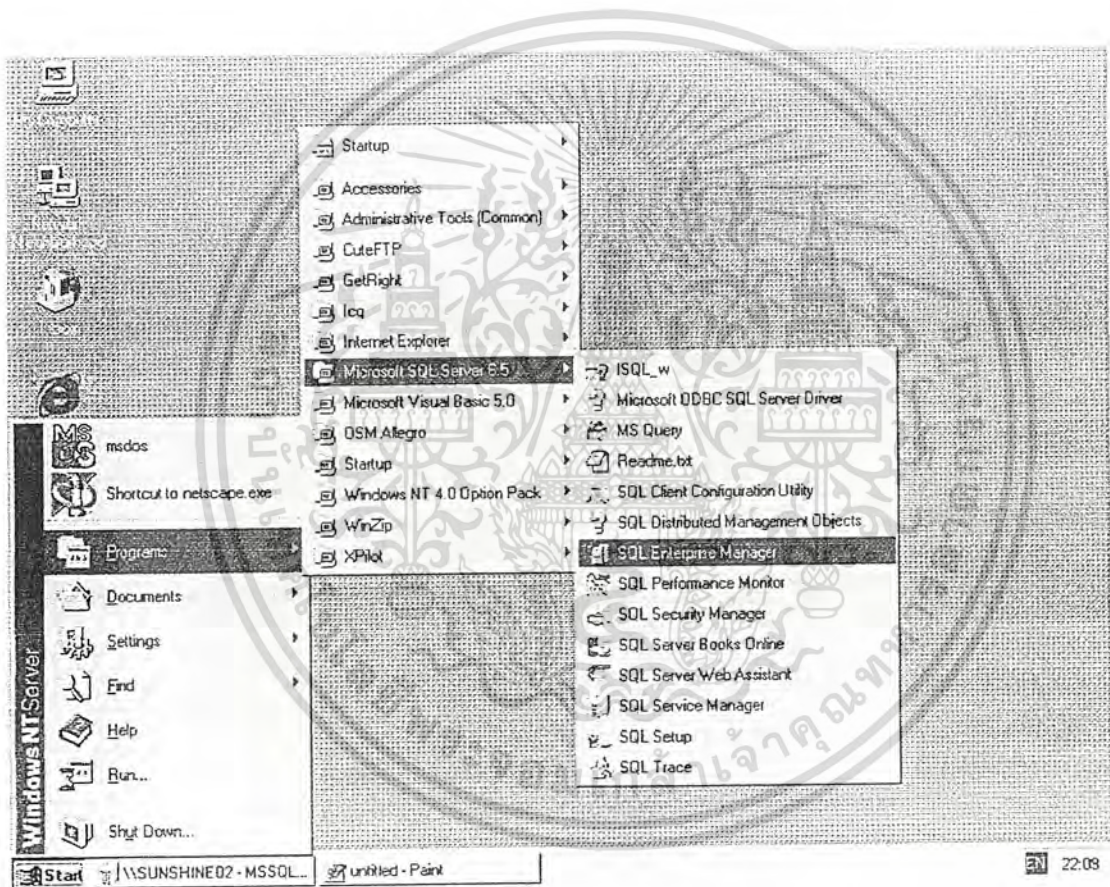 Startup
Accessories
Administrative Tools (Common)
CuteFTP
GetRight
Icq
Internet Explorer
Microsoft SQL Server 6.5
Microsoft Visual Basic 5.0
OSM Allegro
Startup
Windows NT 4.0 Option Pack
WinZip
XPilot
ISQL_w
Microsoft ODBC SQL Server Driver
MS Query
Readme.txt
SQL Client Configuration Utility
SQL Distributed Management Objects
SQL Enterprise Manager
SQL Performance Monitor
SQL Security Manager
SQL Server Books Online
SQL Server Web Assistant
SQL Service Manager
SQL Setup
SQL Trace
msdos
Shortcut to netscape.exe
Programs
Documents
Settings
Find
Help
Run...
Shut Down...
Windows NT Server
Start
\\SUNSHINE02 - MSSQL...
untitled - Paint
EN
22:08